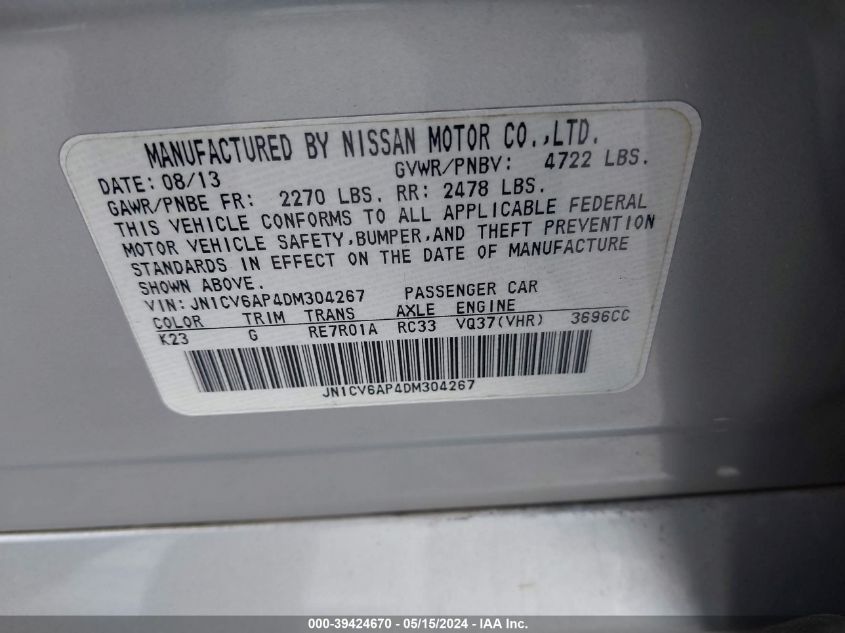 MANUFACTURED BY NISSAN MOTOR CO.,LTD.
DATE: 08/13 GVWR/PNBV: 4722 LBS.
GAWR/PNBE FR: 2270 LBS. RR: 2478 LBS.
THIS VEHICLE CONFORMS TO ALL APPLICABLE FEDERAL
MOTOR VEHICLE SAFETY,BUMPER,AND THEFT PREVENTION
STANDARDS IN EFFECT ON THE DATE OF MANUFACTURE
SHOWN ABOVE.
VIN: JN1CV6AP4DM304267 PASSENGER CAR
COLOR TRIM TRANS AXLE ENGINE
K23 G RE7R01A RC33 VQ37(VHR) 3696CC
JN1CV6AP4DM304267
000-39424670 - 05/15/2024 - IAA Inc.